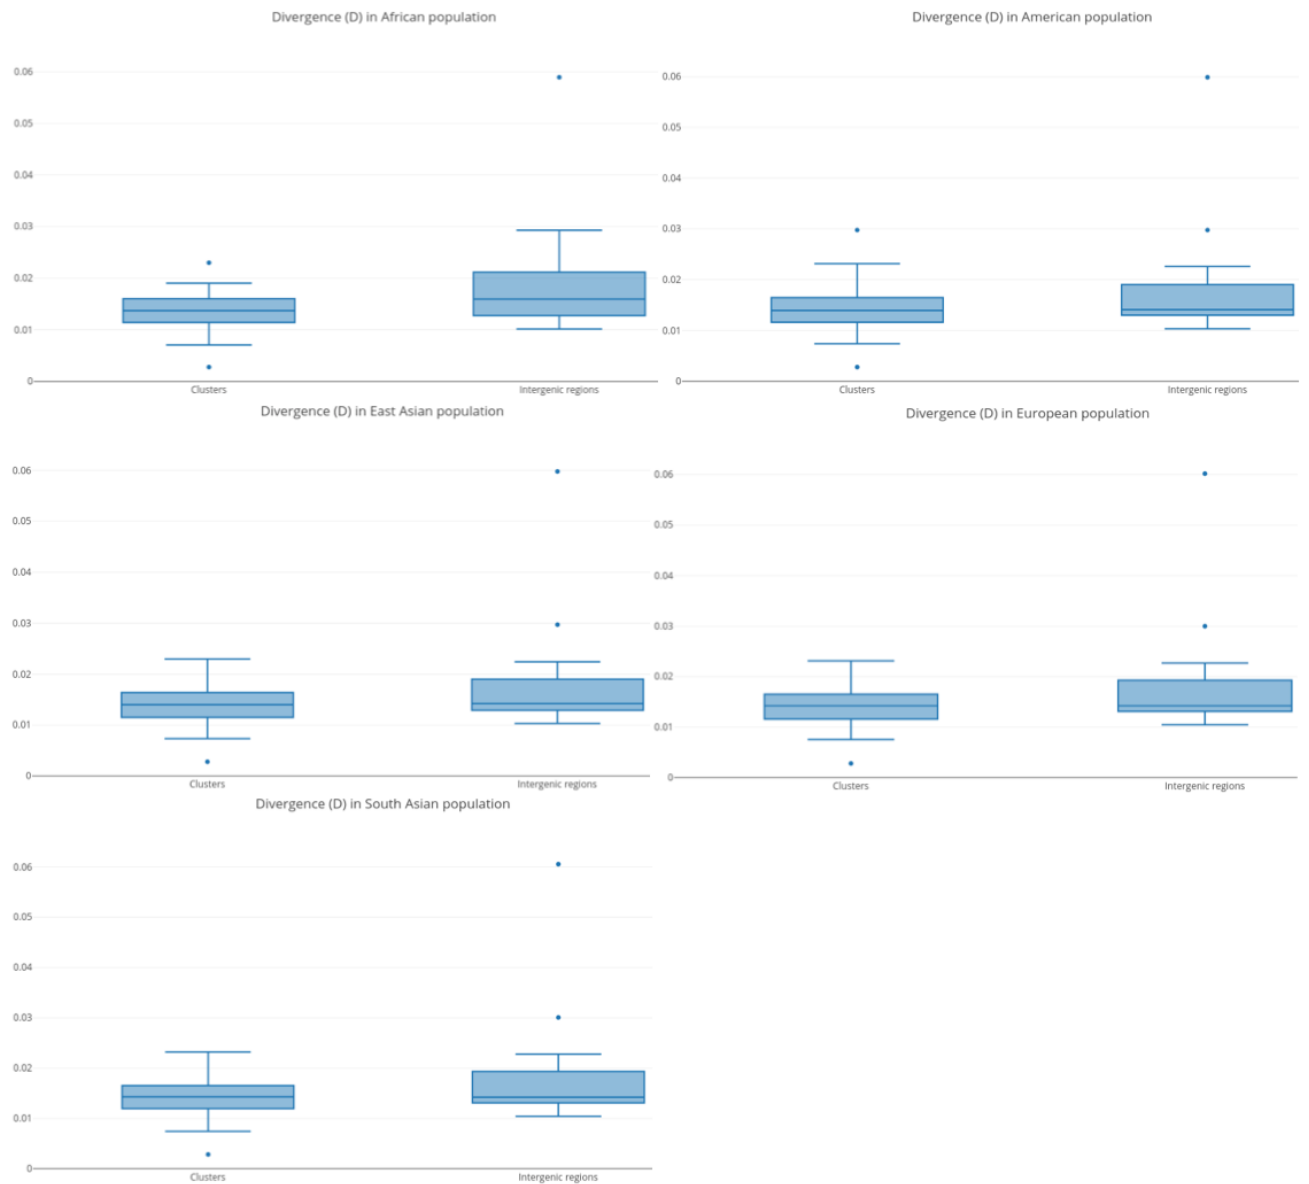 Divergence (D) in African population
0.06
0.05
0.04
0.03
0.02
0.01
0
Clusters
Intergenic regions
Divergence (D) in American population
0.06
0.05
0.04
0.03
0.02
0.01
0
Clusters
Intergenic regions
Divergence (D) in East Asian population
0.06
0.05
0.04
0.03
0.02
0.01
0
Clusters
Intergenic regions
Divergence (D) in European population
0.06
0.05
0.04
0.03
0.02
0.01
0
Clusters
Intergenic regions
Divergence (D) in South Asian population
0.06
0.05
0.04
0.03
0.02
0.01
0
Clusters
Intergenic regions